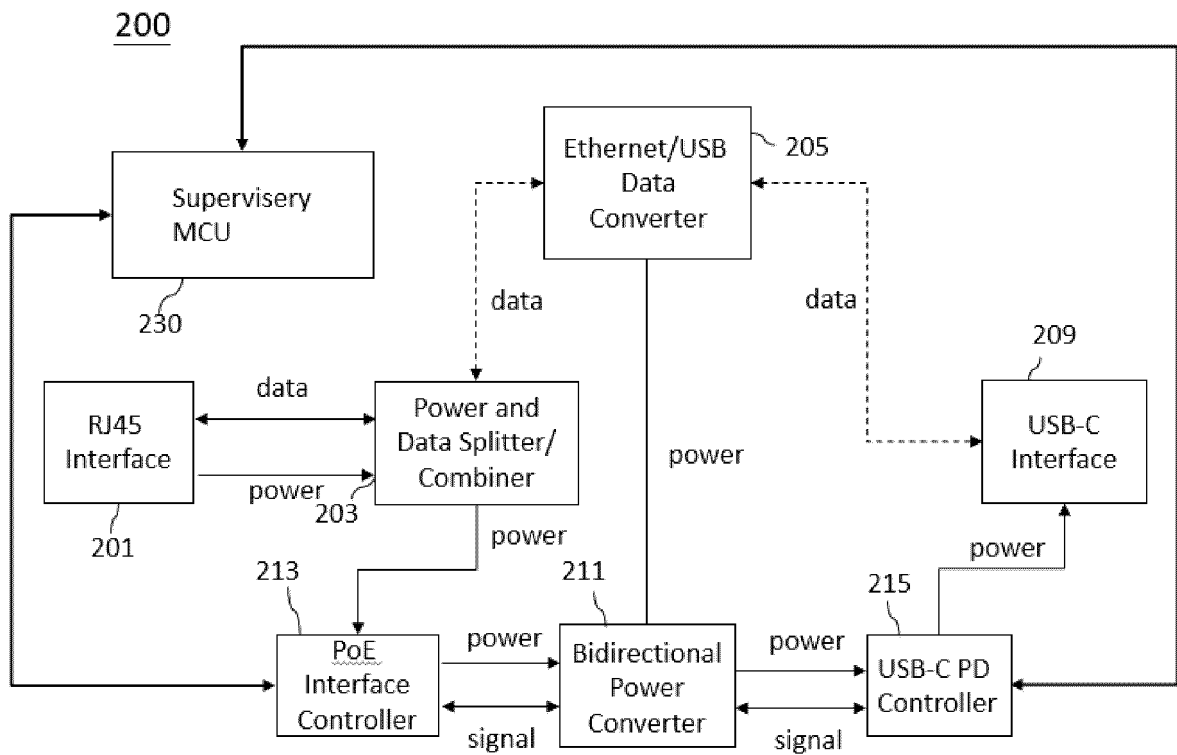 200
Ethernet/USB
Data
Converter
205
Supervisery
MCU
230
data
data
209
RJ45
Interface
data
power
Power and
Data Splitter/
Combiner
203
201
USB-C
Interface
power
power
power
213
211
215
PoE
Interface
Controller
power
signal
Bidirectional
Power
Converter
power
signal
USB-C PD
Controller